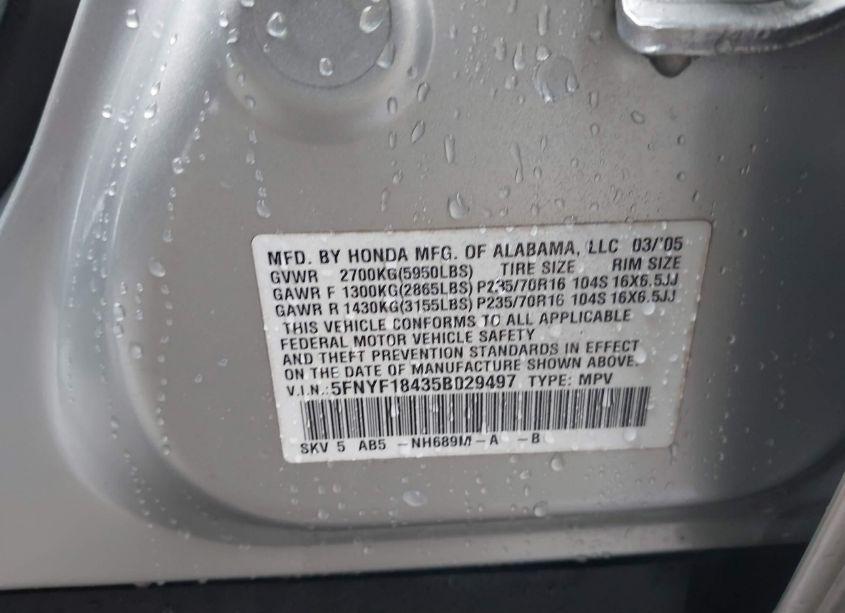 MFD. BY HONDA MFG. OF ALABAMA, LLC 03/'05
GVWR 2700KG(5950LBS) TIRE SIZE RIM SIZE
GAWR F 1300KG(2865LBS) P235/70R16 104S 16X6.5JJ
GAWR R 1430KG(3155LBS) P235/70R16 104S 16X6.5JJ
THIS VEHICLE CONFORMS TO ALL APPLICABLE
FEDERAL MOTOR VEHICLE SAFETY
AND THEFT PREVENTION STANDARDS IN EFFECT
ON THE DATE OF MANUFACTURE SHOWN ABOVE.
V.I.N.:5FNYF18435B029497 TYPE: MPV
SKV 5 AB5 -NH689M-A -B